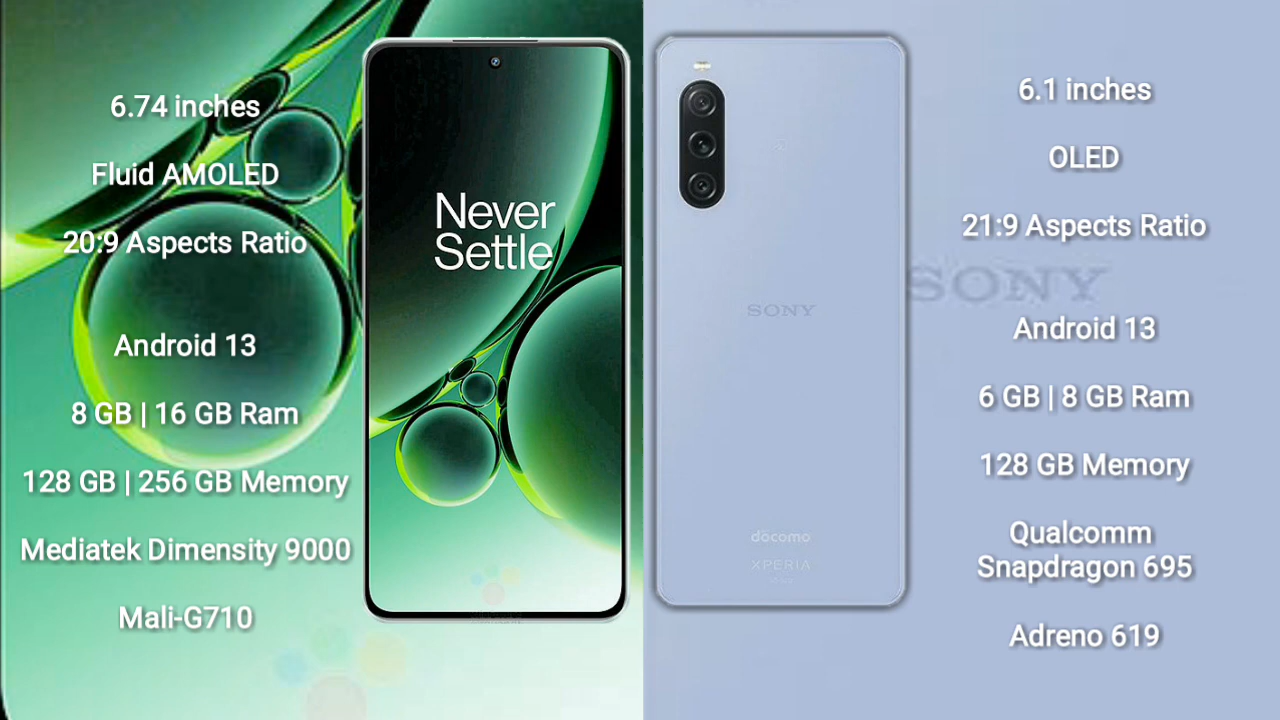 6.74 inches
Fluid AMOLED
20:9 Aspects Ratio
Android 13
8 GB | 16 GB Ram
128 GB | 256 GB Memory
Mediatek Dimensity 9000
Mali-G710
Never
Settle
SONY
döcomo
XPERIA
SONY
6.1 inches
OLED
21:9 Aspects Ratio
Android 13
6 GB | 8 GB Ram
128 GB Memory
Qualcomm
Snapdragon 695
Adreno 619